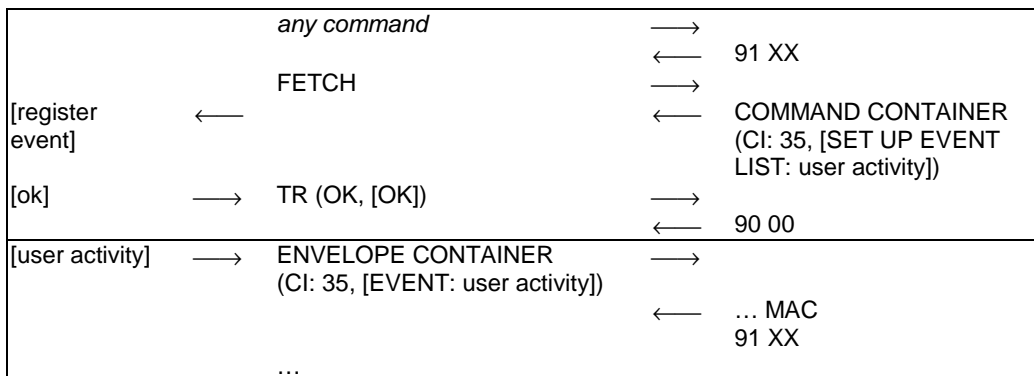 any command ⟶
⟵ 91 XX
FETCH ⟶
[register ⟵ ⟵ COMMAND CONTAINER
event] (CI: 35, [SET UP EVENT
LIST: user activity])
[ok] ⟶ TR (OK, [OK]) ⟶
⟵ 90 00
[user activity] ⟶ ENVELOPE CONTAINER ⟶
(CI: 35, [EVENT: user activity])
⟵ … MAC
91 XX
…